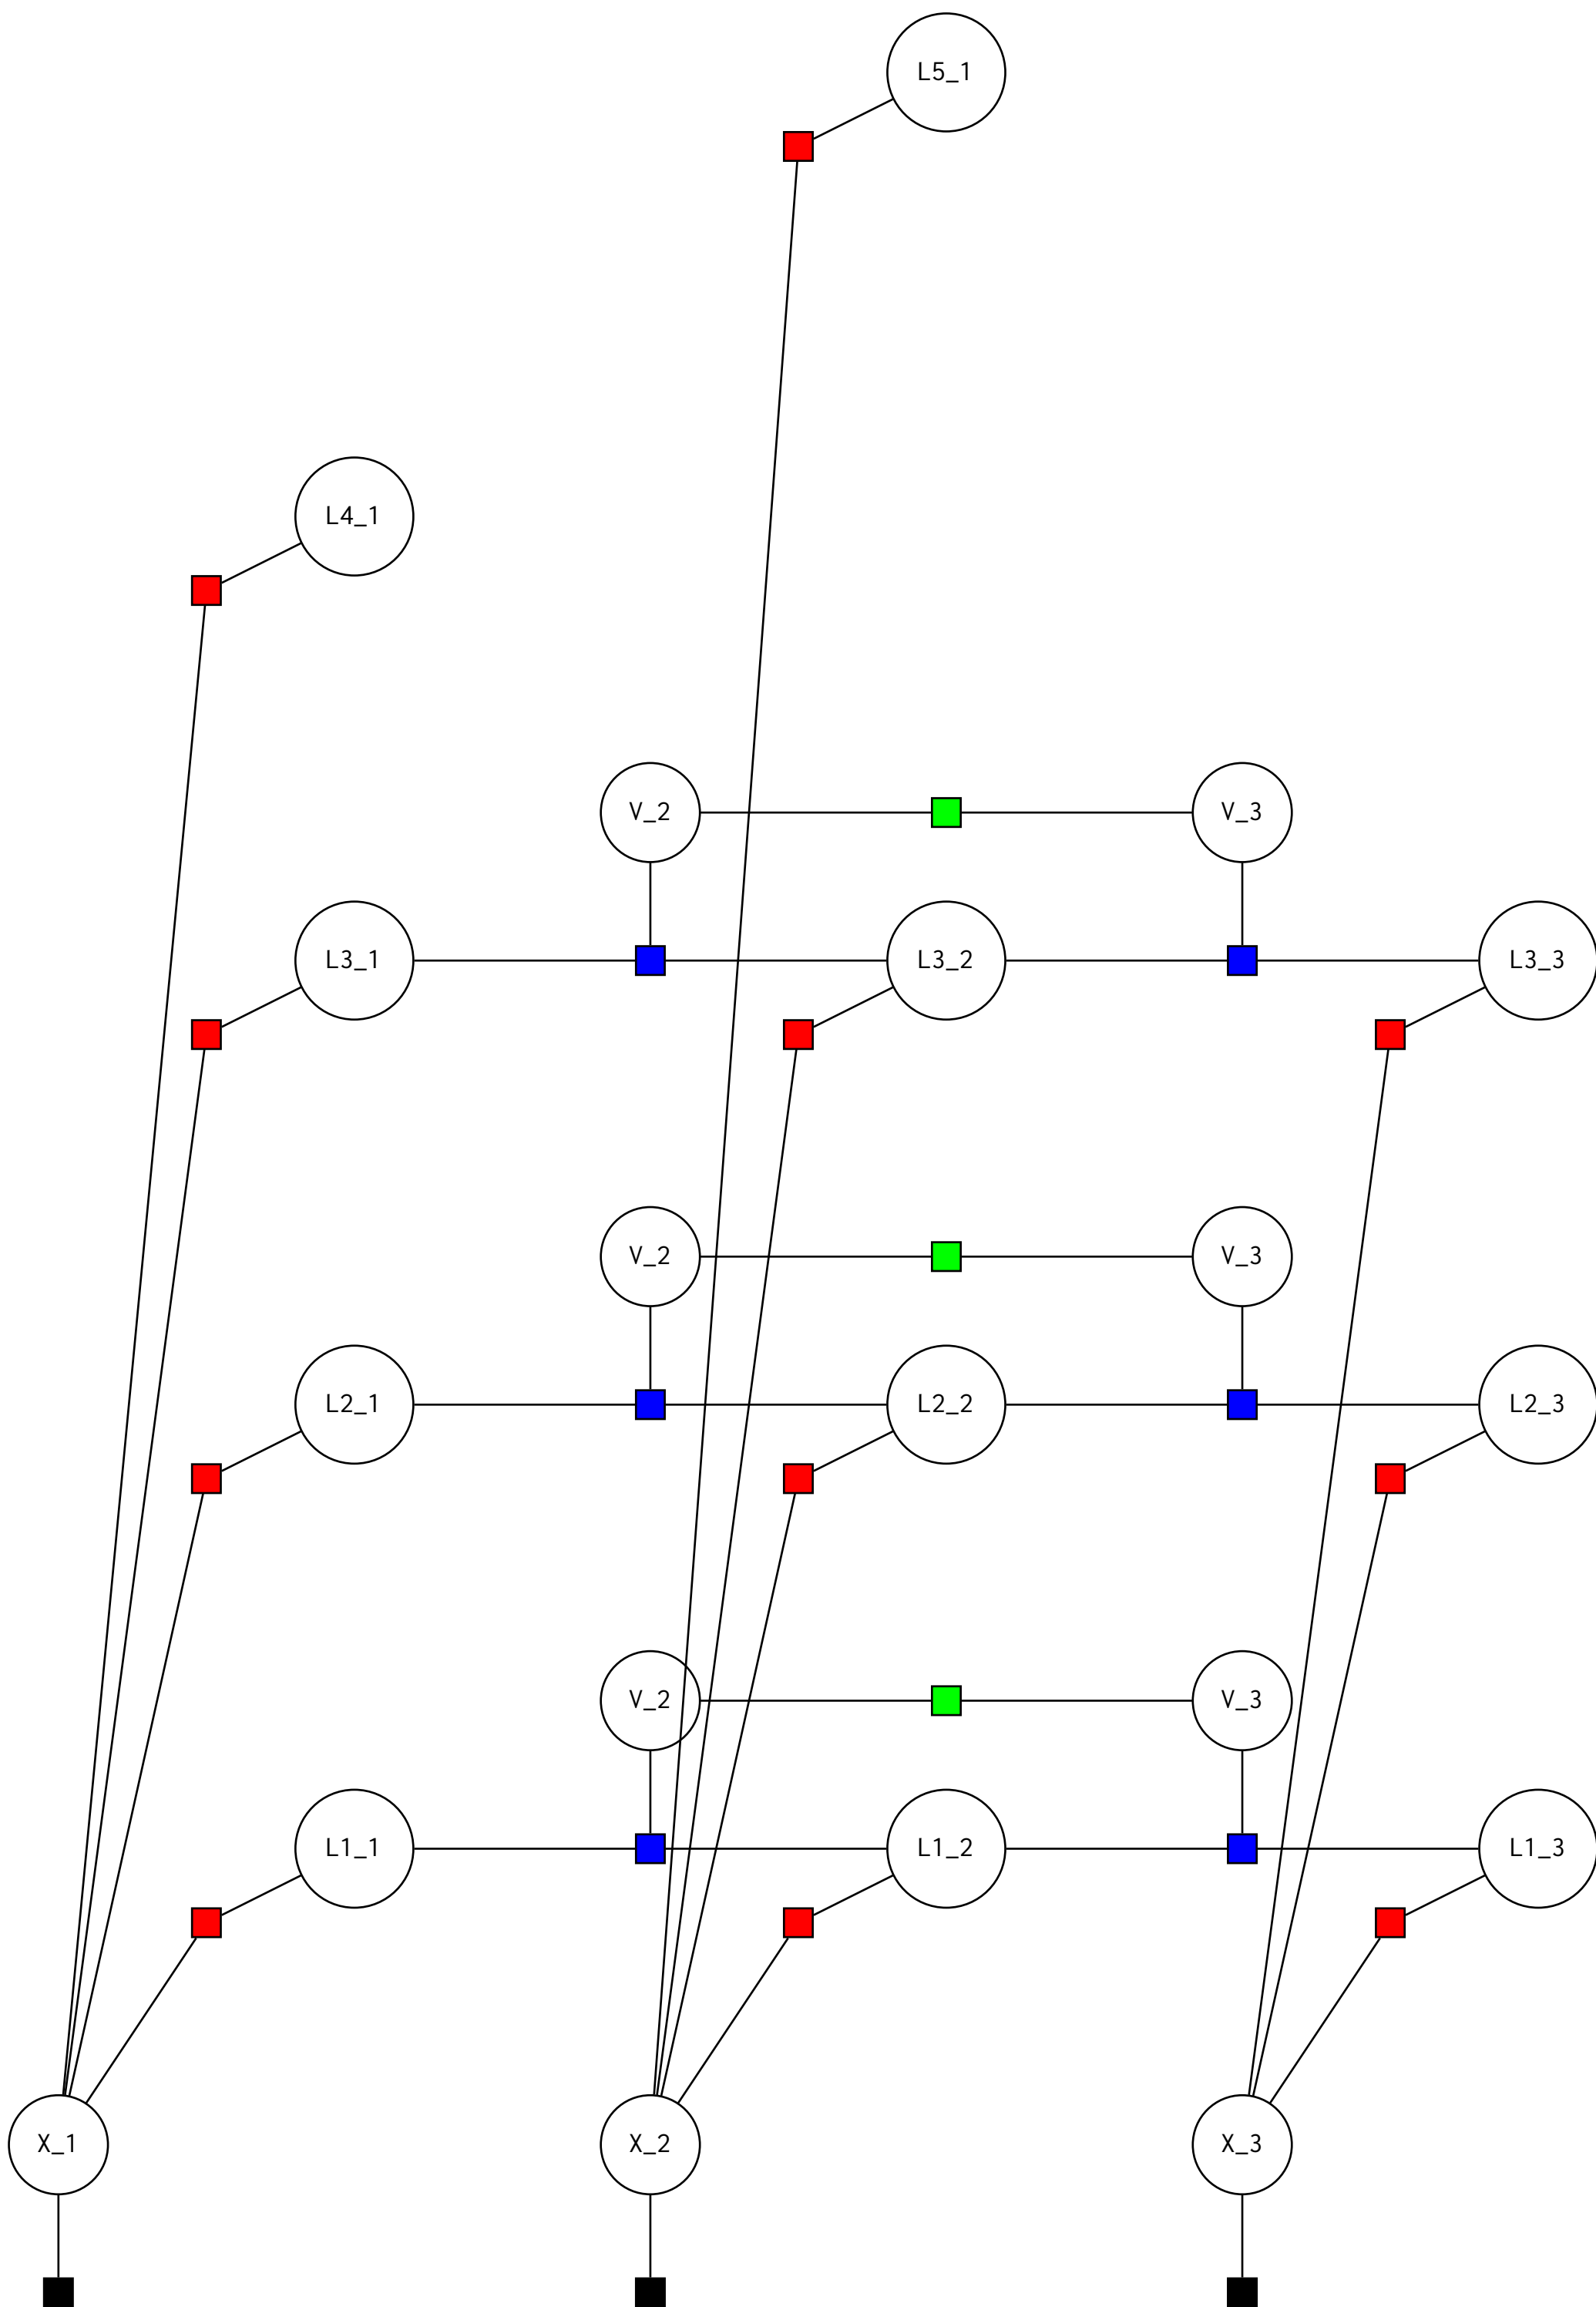 L5_1
L4_1
V_2 V_3
L3_1 L3_2 L3_3
V_2 V_3
L2_1 L2_2 L2_3
V_2 V_3
L1_1 L1_2 L1_3
X_1 X_2 X_3